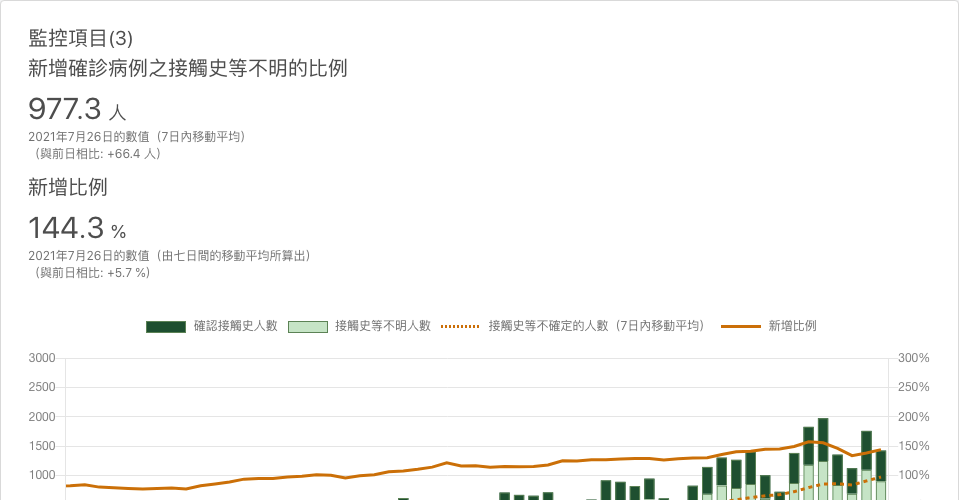 監控項目(3)
新增確診病例之接觸史等不明的比例
977.3 人
2021年7月26日的數值（7日內移動平均）
（與前日相比: +66.4 人）
新增比例
144.3 %
2021年7月26日的數值（由七日間的移動平均所算出）
（與前日相比: +5.7 %）
確認接觸史人數 接觸史等不明人數 接觸史等不確定的人數（7日內移動平均） 新增比例
3000 300%
2500 250%
2000 200%
1500 150%
1000 100%